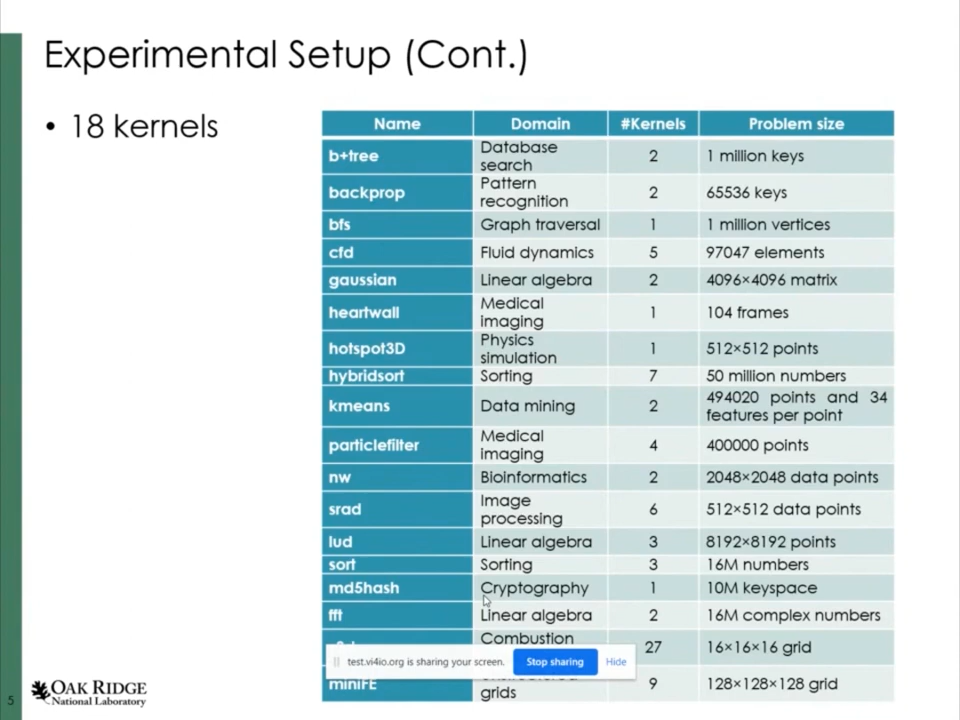 Experimental Setup (Cont.)
• 18 kernels
Name Domain #Kernels Problem size
b+tree Database search 2 1 million keys
backprop Pattern recognition 2 65536 keys
bfs Graph traversal 1 1 million vertices
cfd Fluid dynamics 5 97047 elements
gaussian Linear algebra 2 4096×4096 matrix
heartwall Medical imaging 1 104 frames
hotspot3D Physics simulation 1 512×512 points
hybridsort Sorting 7 50 million numbers
kmeans Data mining 2 494020 points and 34 features per point
particlefilter Medical imaging 4 400000 points
nw Bioinformatics 2 2048×2048 data points
srad Image processing 6 512×512 data points
lud Linear algebra 3 8192×8192 points
sort Sorting 3 16M numbers
md5hash Cryptography 1 10M keyspace
fft Linear algebra 2 16M complex numbers
Combustion 27 16×16×16 grid
test.vi4io.org is sharing your screen. Stop sharing Hide
miniFE grids 9 128×128×128 grid
5
OAK RIDGE
National Laboratory